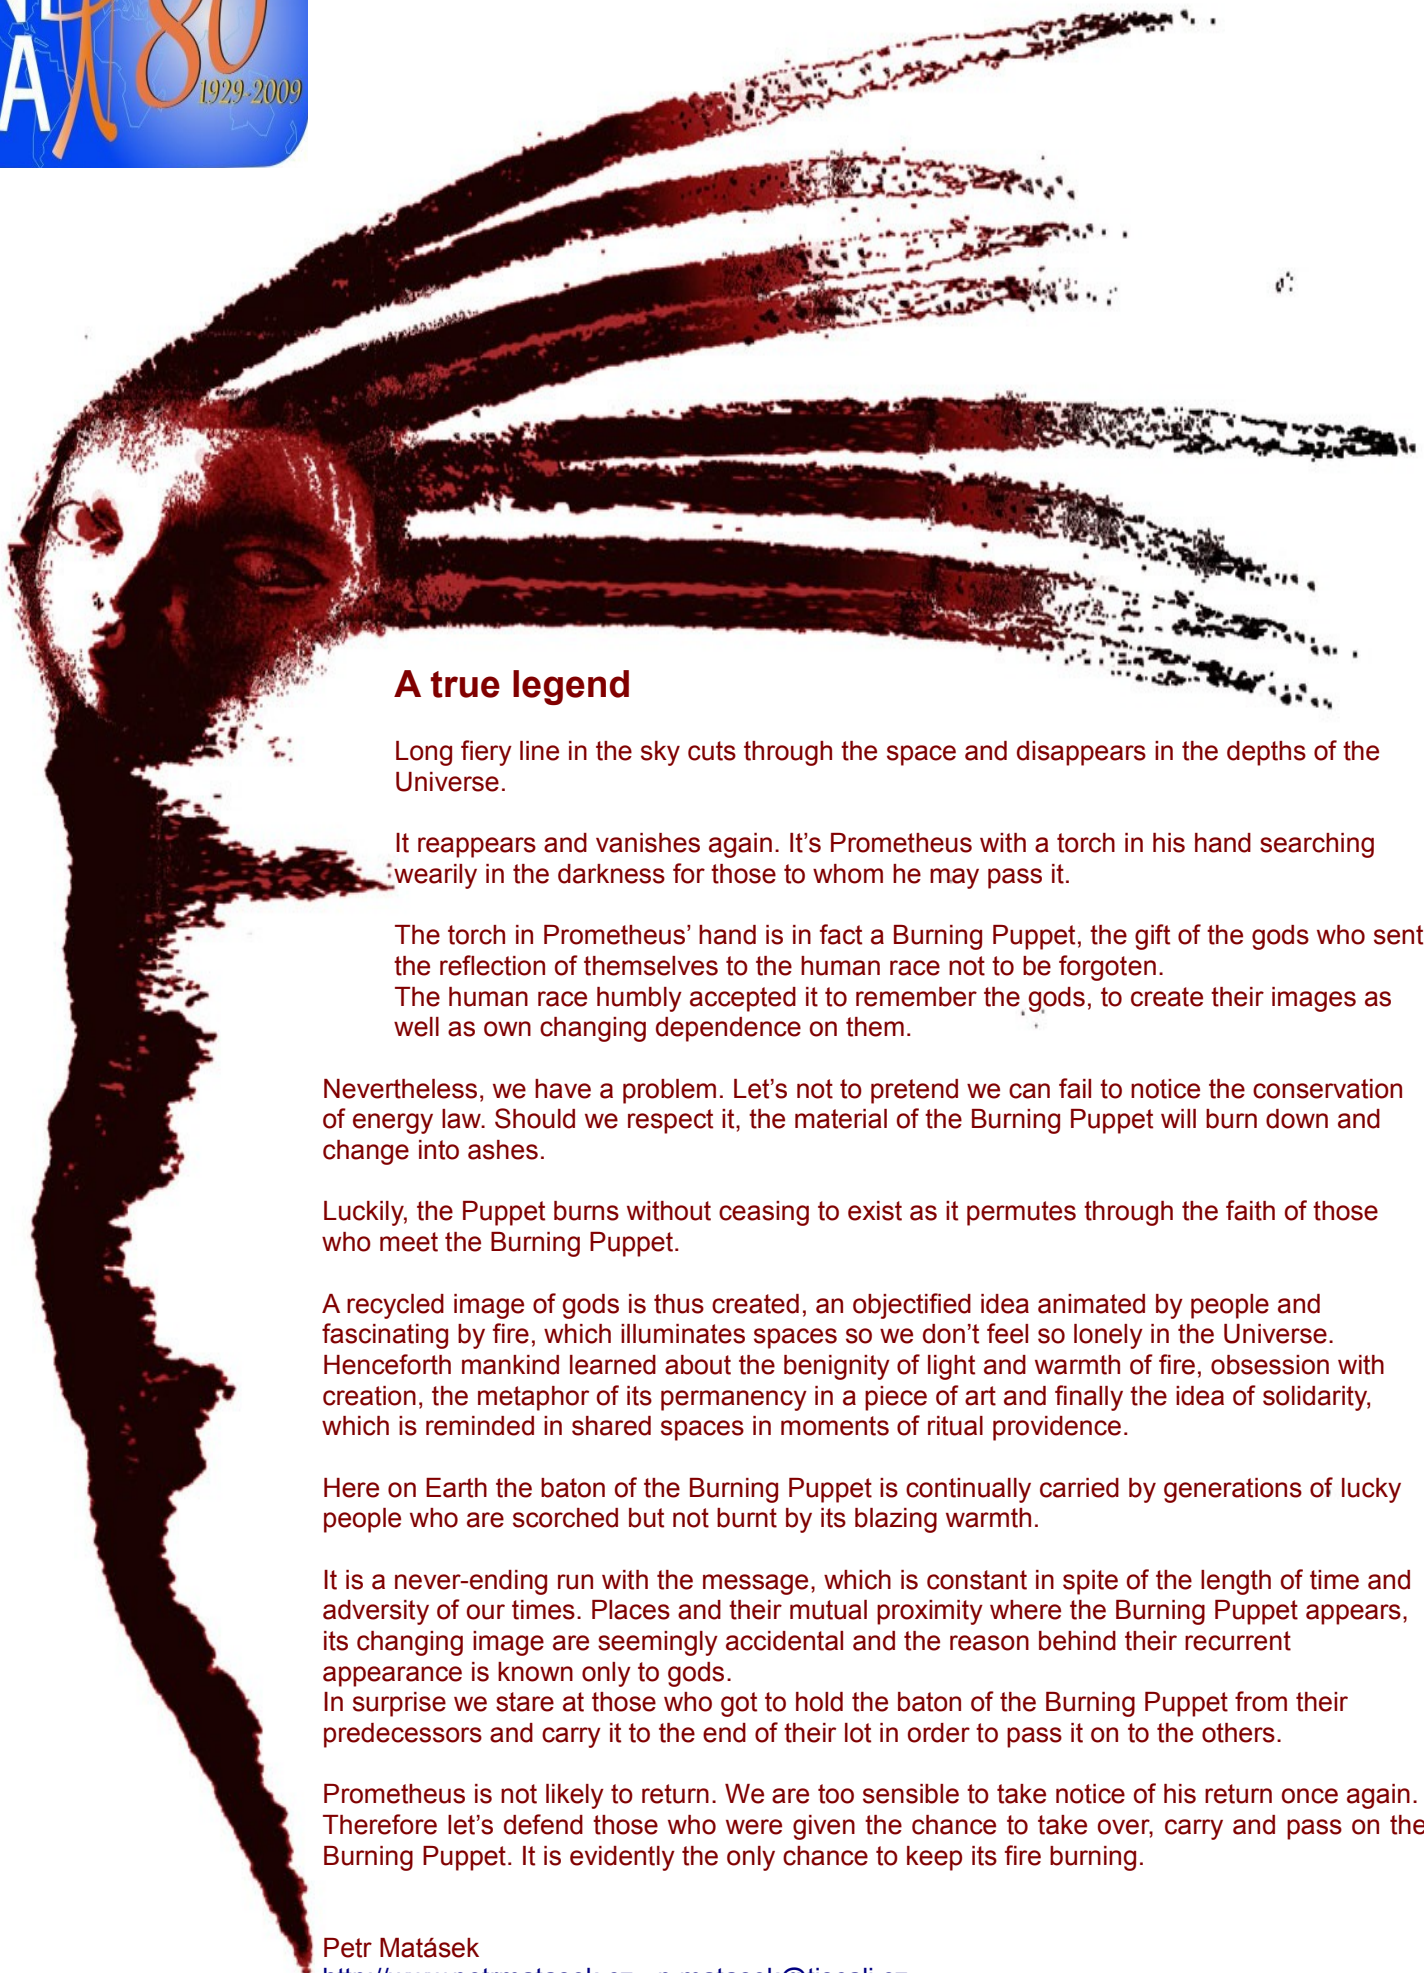 A
80
1929-2009
A true legend
Long fiery line in the sky cuts through the space and disappears in the depths of the
Universe.
It reappears and vanishes again. It’s Prometheus with a torch in his hand searching
wearily in the darkness for those to whom he may pass it.
The torch in Prometheus’ hand is in fact a Burning Puppet, the gift of the gods who sent
the reflection of themselves to the human race not to be forgoten.
The human race humbly accepted it to remember the gods, to create their images as
well as own changing dependence on them.
Nevertheless, we have a problem. Let’s not to pretend we can fail to notice the conservation
of energy law. Should we respect it, the material of the Burning Puppet will burn down and
change into ashes.
Luckily, the Puppet burns without ceasing to exist as it permutes through the faith of those
who meet the Burning Puppet.
A recycled image of gods is thus created, an objectified idea animated by people and
fascinating by fire, which illuminates spaces so we don’t feel so lonely in the Universe.
Henceforth mankind learned about the benignity of light and warmth of fire, obsession with
creation, the metaphor of its permanency in a piece of art and finally the idea of solidarity,
which is reminded in shared spaces in moments of ritual providence.
Here on Earth the baton of the Burning Puppet is continually carried by generations of lucky
people who are scorched but not burnt by its blazing warmth.
It is a never-ending run with the message, which is constant in spite of the length of time and
adversity of our times. Places and their mutual proximity where the Burning Puppet appears,
its changing image are seemingly accidental and the reason behind their recurrent
appearance is known only to gods.
In surprise we stare at those who got to hold the baton of the Burning Puppet from their
predecessors and carry it to the end of their lot in order to pass it on to the others.
Prometheus is not likely to return. We are too sensible to take notice of his return once again.
Therefore let’s defend those who were given the chance to take over, carry and pass on the
Burning Puppet. It is evidently the only chance to keep its fire burning.
Petr Matásek